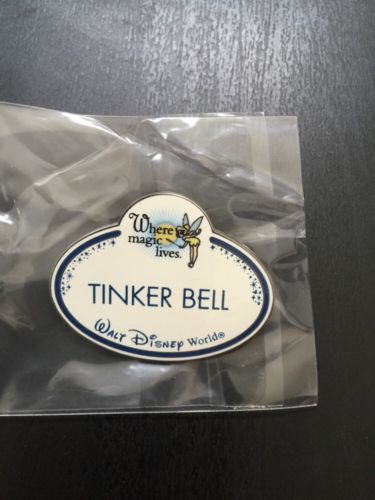 Where
magic
lives.
TINKER BELL
WALT DISNEY World®